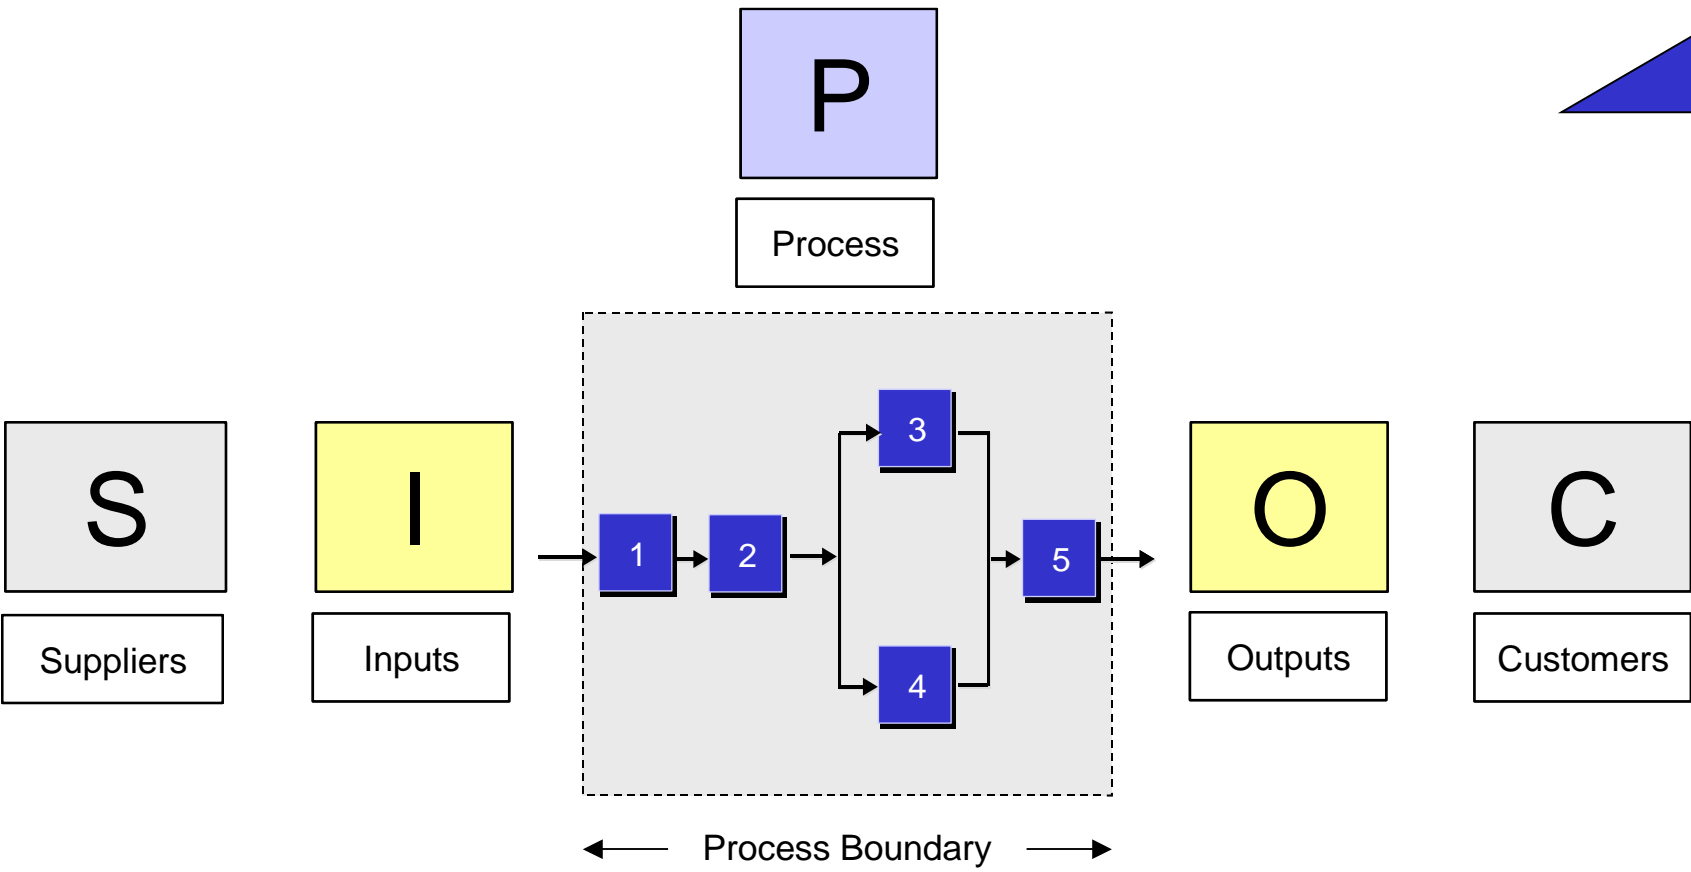 P
Process
S
I
O
C
Suppliers
Inputs
Outputs
Customers
1
2
3
4
5
Process Boundary